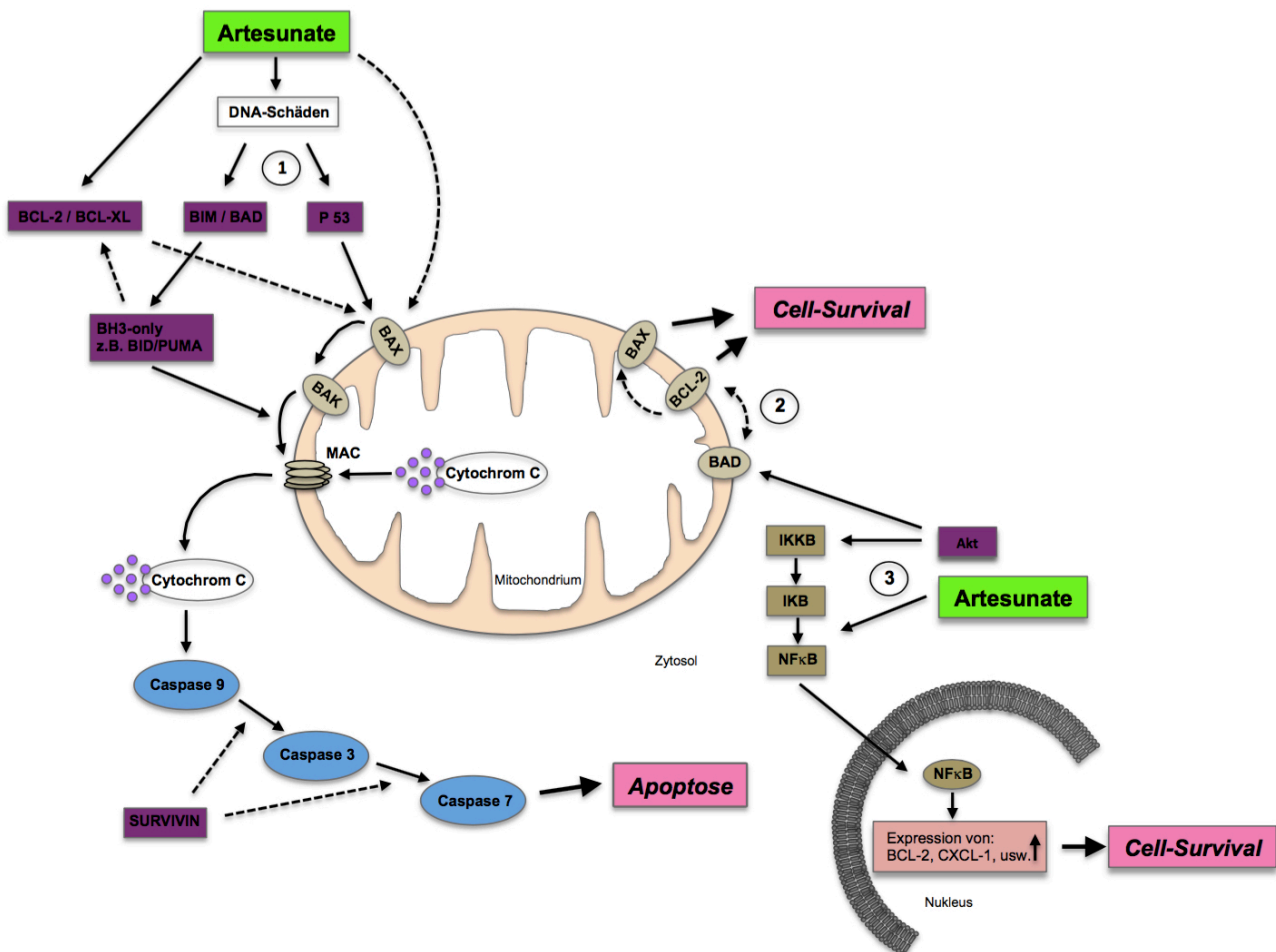 Artesunate
DNA-Schäden
1
BCL-2 / BCL-XL
BIM / BAD
P 53
BH3-only
z.B. BID/PUMA
BAX
BAK
MAC
Cytochrom C
Mitochondrium
BAX
BCL-2
BAD
Cell-Survival
2
Cytochrom C
Caspase 9
Caspase 3
Caspase 7
SURVIVIN
Apoptose
Zytosol
IKKB
Akt
3
IKB
Artesunate
NFκB
NFκB
Expression von:
BCL-2, CXCL-1, usw.
Cell-Survival
Nukleus